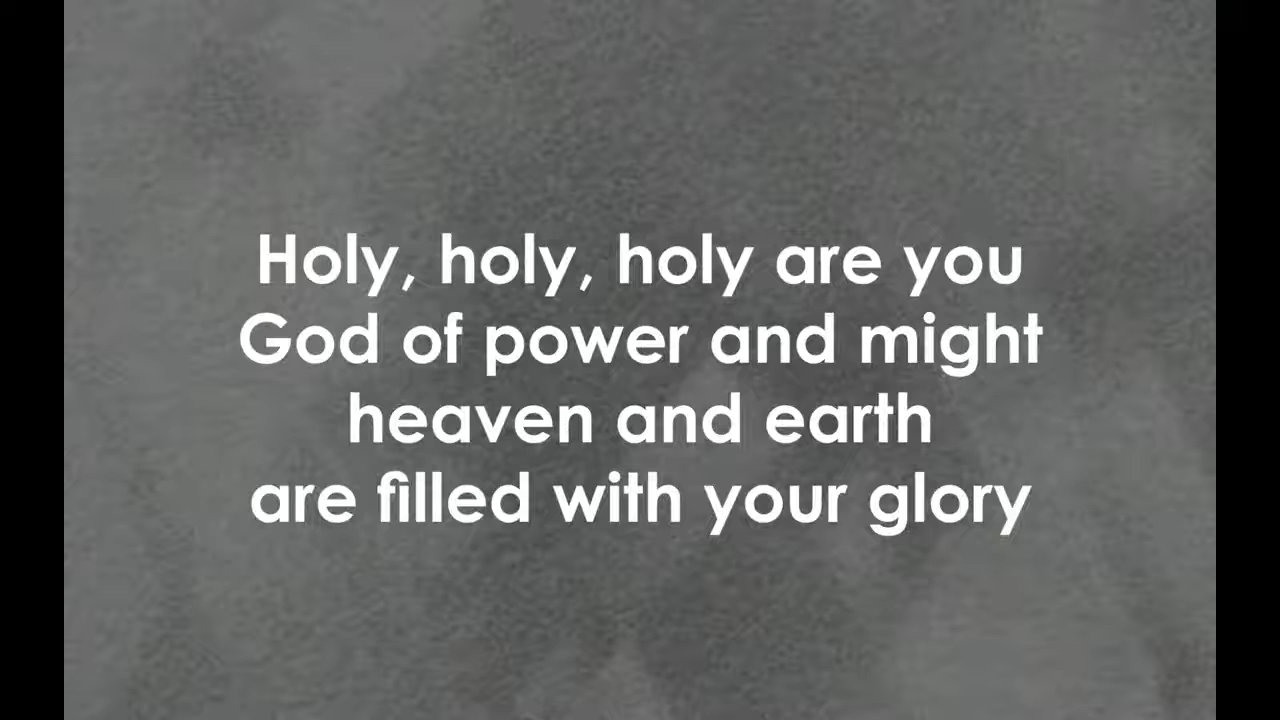 Holy, holy, holy are you
God of power and might
heaven and earth
are filled with your glory